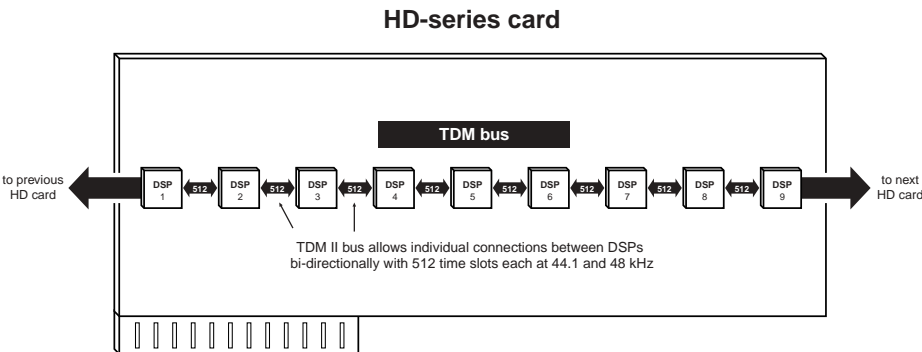 HD-series card
TDM bus
to previous
HD card
DSP
1
512
DSP
2
512
DSP
3
512
DSP
4
512
DSP
5
512
DSP
6
512
DSP
7
512
DSP
8
512
DSP
9
to next
HD card
TDM II bus allows individual connections between DSPs
bi-directionally with 512 time slots each at 44.1 and 48 kHz